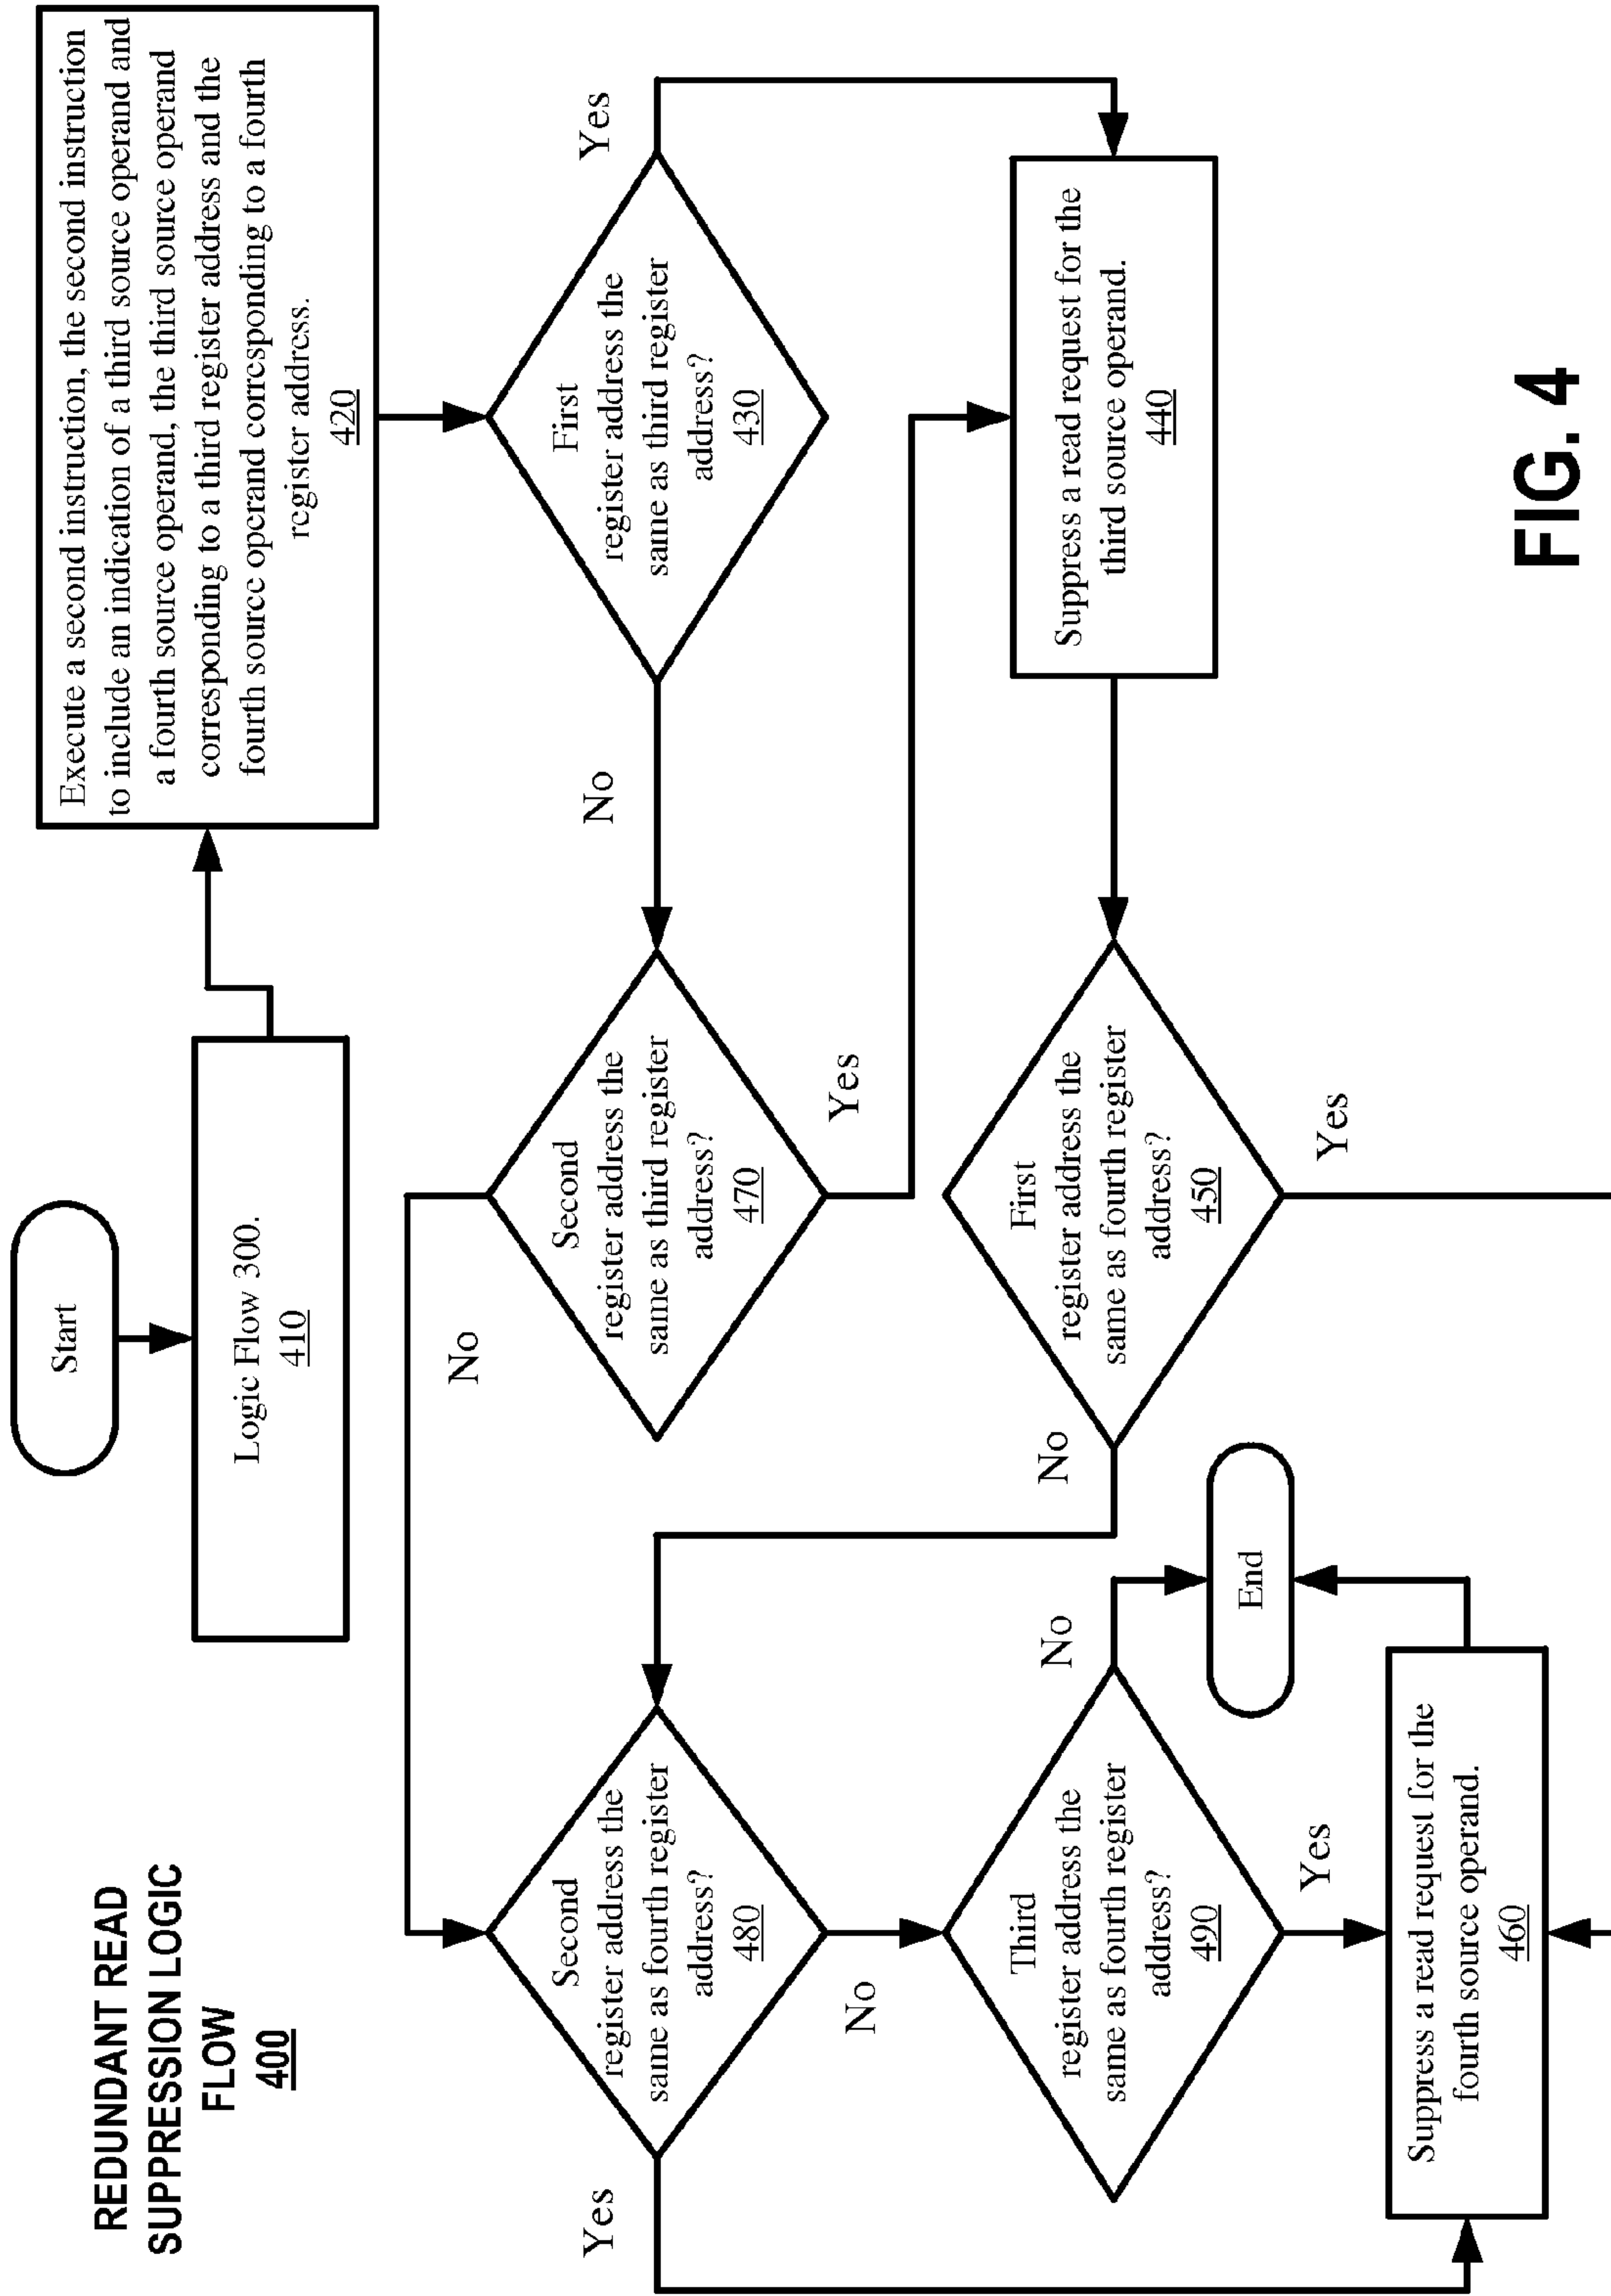 REDUNDANT READ
SUPPRESSION LOGIC
FLOW
400
Start
Logic Flow 300.
410
Execute a second instruction, the second instruction
to include an indication of a third source operand and
a fourth source operand, the third source operand
corresponding to a third register address and the
fourth source operand corresponding to a fourth
register address.
420
First
register address the
same as third register
address?
430
Yes
No
Second
register address the
same as third register
address?
470
Yes
No
Suppress a read request for the
third source operand.
440
First
register address the
same as fourth register
address?
450
Yes
No
Second
register address the
same as fourth register
address?
480
Yes
No
Third
register address the
same as fourth register
address?
490
No
Yes
End
Suppress a read request for the
fourth source operand.
460
FIG. 4